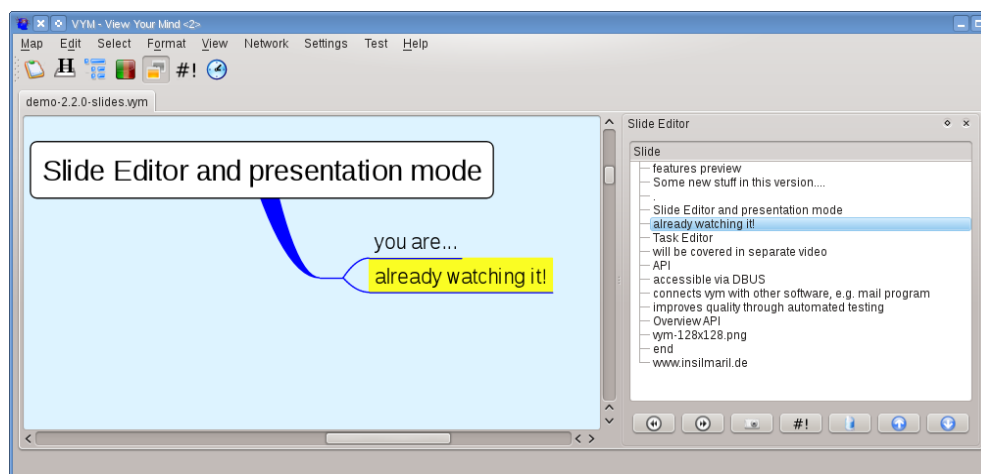 VYM - View Your Mind <2>
Map Edit Select Format View Network Settings Test Help
#!
demo-2.2.0-slides.vym
Slide Editor and presentation mode
you are...
already watching it!
Slide Editor
Slide
features preview
Some new stuff in this version....
.
Slide Editor and presentation mode
already watching it!
Task Editor
will be covered in separate video
API
accessible via DBUS
connects vym with other software, e.g. mail program
improves quality through automated testing
Overview API
vym-128x128.png
end
www.insilmaril.de
#!